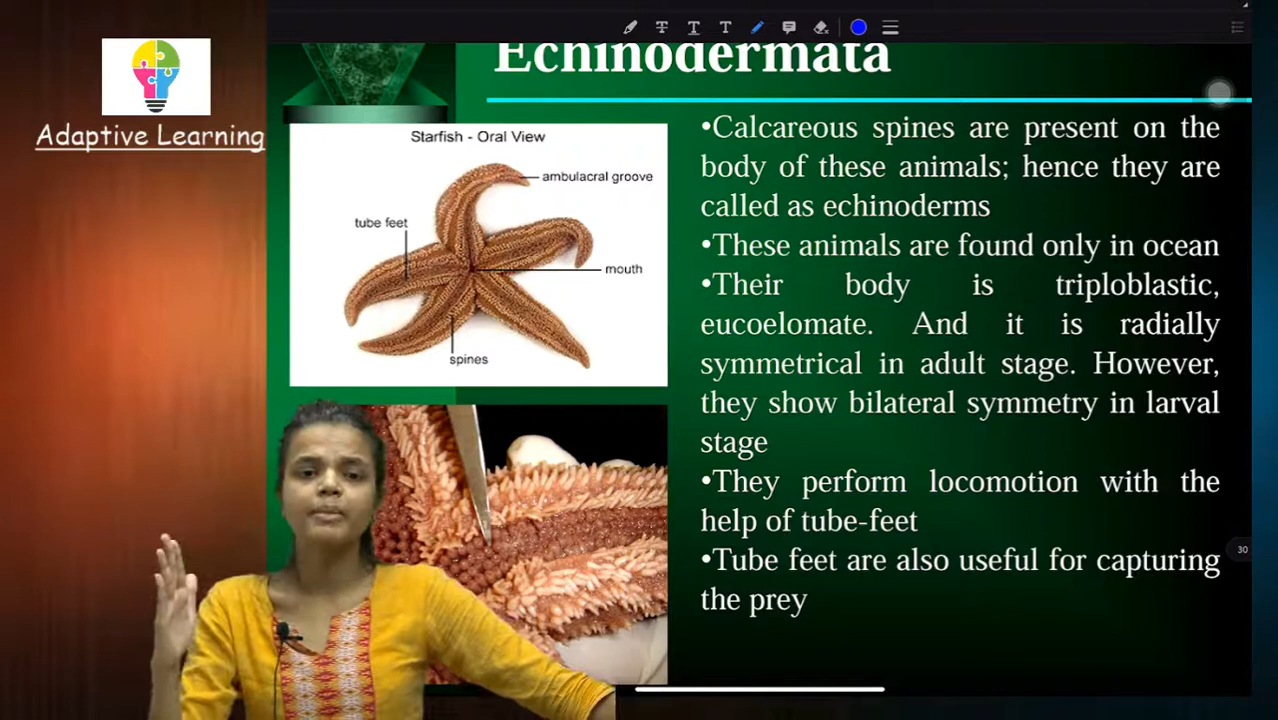 Echinodermata
Adaptive Learning
Starfish - Oral View
ambulacral groove
tube feet
mouth
spines
•Calcareous spines are present on the
body of these animals; hence they are
called as echinoderms
•These animals are found only in ocean
•Their body is triploblastic,
eucoelomate. And it is radially
symmetrical in adult stage. However,
they show bilateral symmetry in larval
stage
•They perform locomotion with the
help of tube-feet
•Tube feet are also useful for capturing
the prey
30